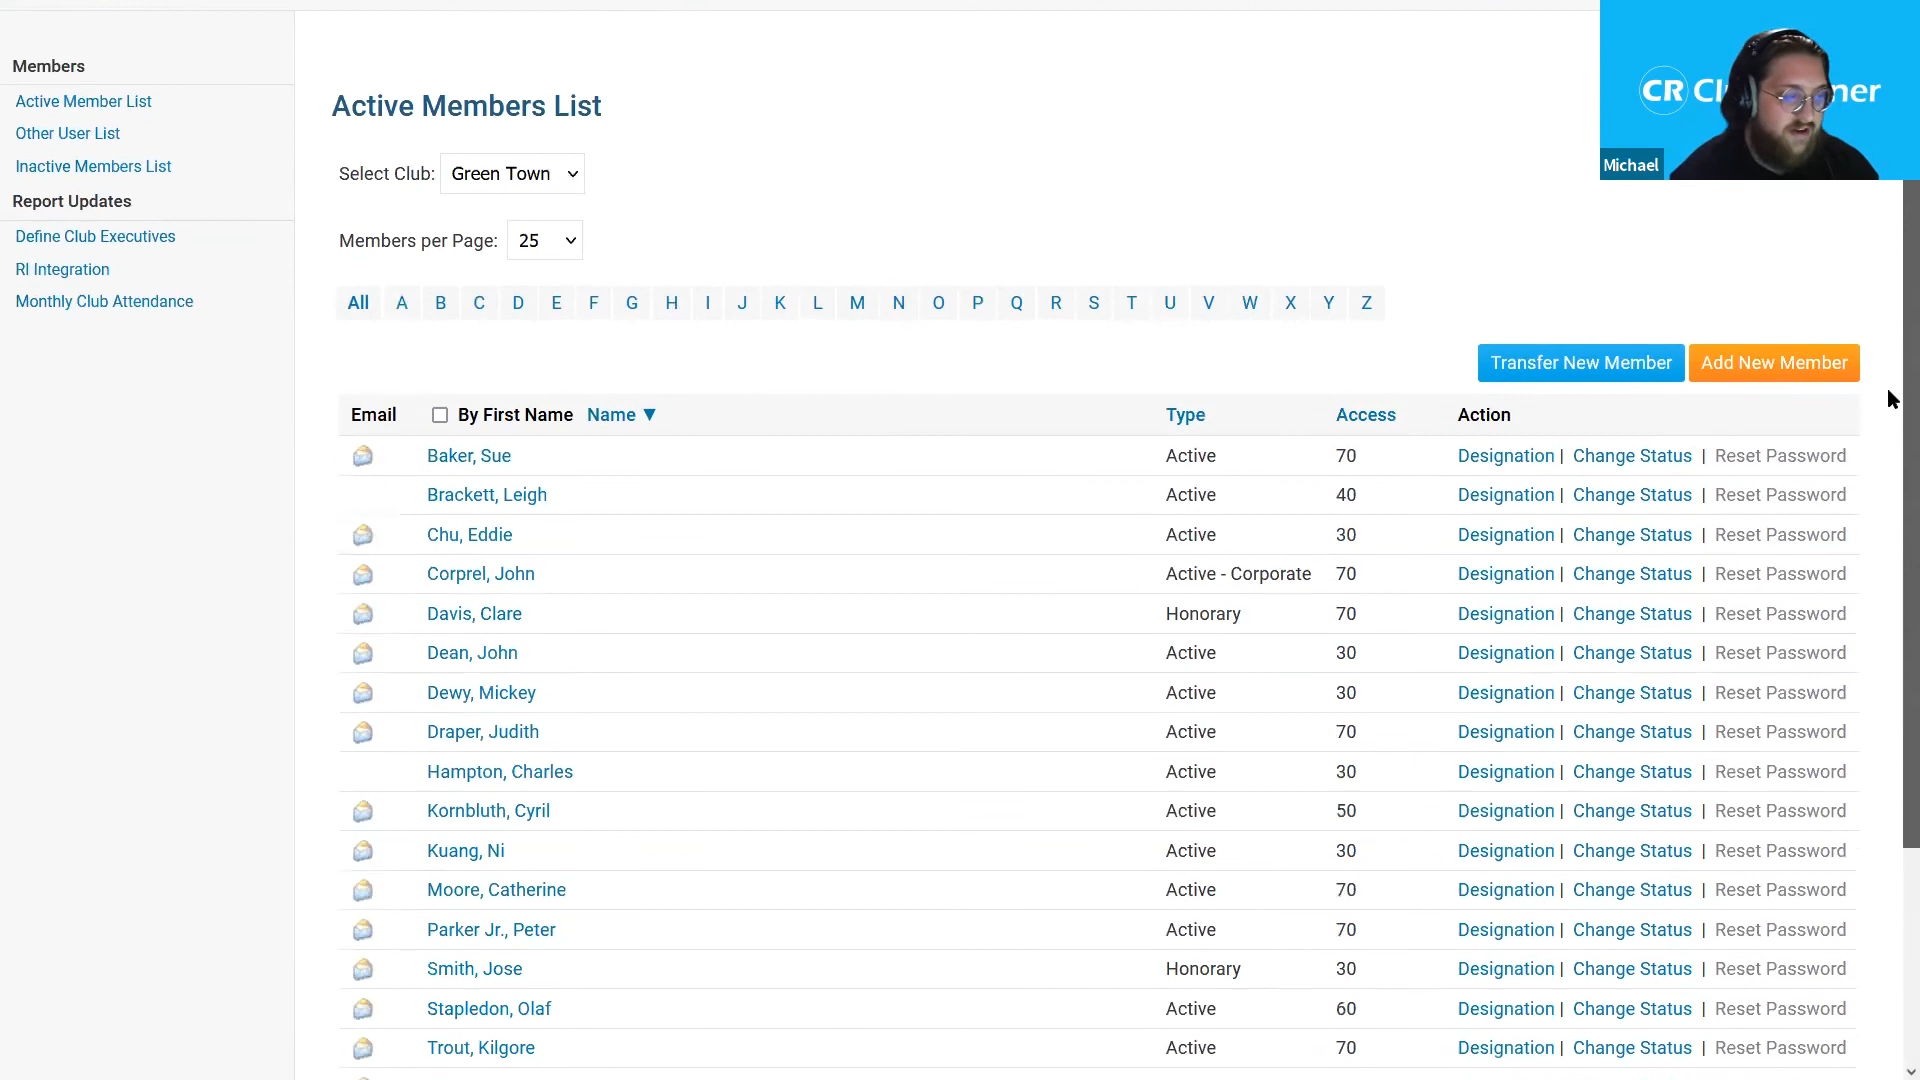 Members
Active Member List
Other User List
Inactive Members List
Report Updates
Define Club Executives
RI Integration
Monthly Club Attendance
CR Cl ner
Michael
Active Members List
Select Club: Green Town
Members per Page: 25
All A B C D E F G H I J K L M N O P Q R S T U V W X Y Z
Transfer New Member Add New Member
Email By First Name Name ▼ Type Access Action
Baker, Sue Active 70 Designation | Change Status | Reset Password
Brackett, Leigh Active 40 Designation | Change Status | Reset Password
Chu, Eddie Active 30 Designation | Change Status | Reset Password
Corprel, John Active - Corporate 70 Designation | Change Status | Reset Password
Davis, Clare Honorary 70 Designation | Change Status | Reset Password
Dean, John Active 30 Designation | Change Status | Reset Password
Dewy, Mickey Active 30 Designation | Change Status | Reset Password
Draper, Judith Active 70 Designation | Change Status | Reset Password
Hampton, Charles Active 30 Designation | Change Status | Reset Password
Kornbluth, Cyril Active 50 Designation | Change Status | Reset Password
Kuang, Ni Active 30 Designation | Change Status | Reset Password
Moore, Catherine Active 70 Designation | Change Status | Reset Password
Parker Jr., Peter Active 70 Designation | Change Status | Reset Password
Smith, Jose Honorary 30 Designation | Change Status | Reset Password
Stapledon, Olaf Active 60 Designation | Change Status | Reset Password
Trout, Kilgore Active 70 Designation | Change Status | Reset Password